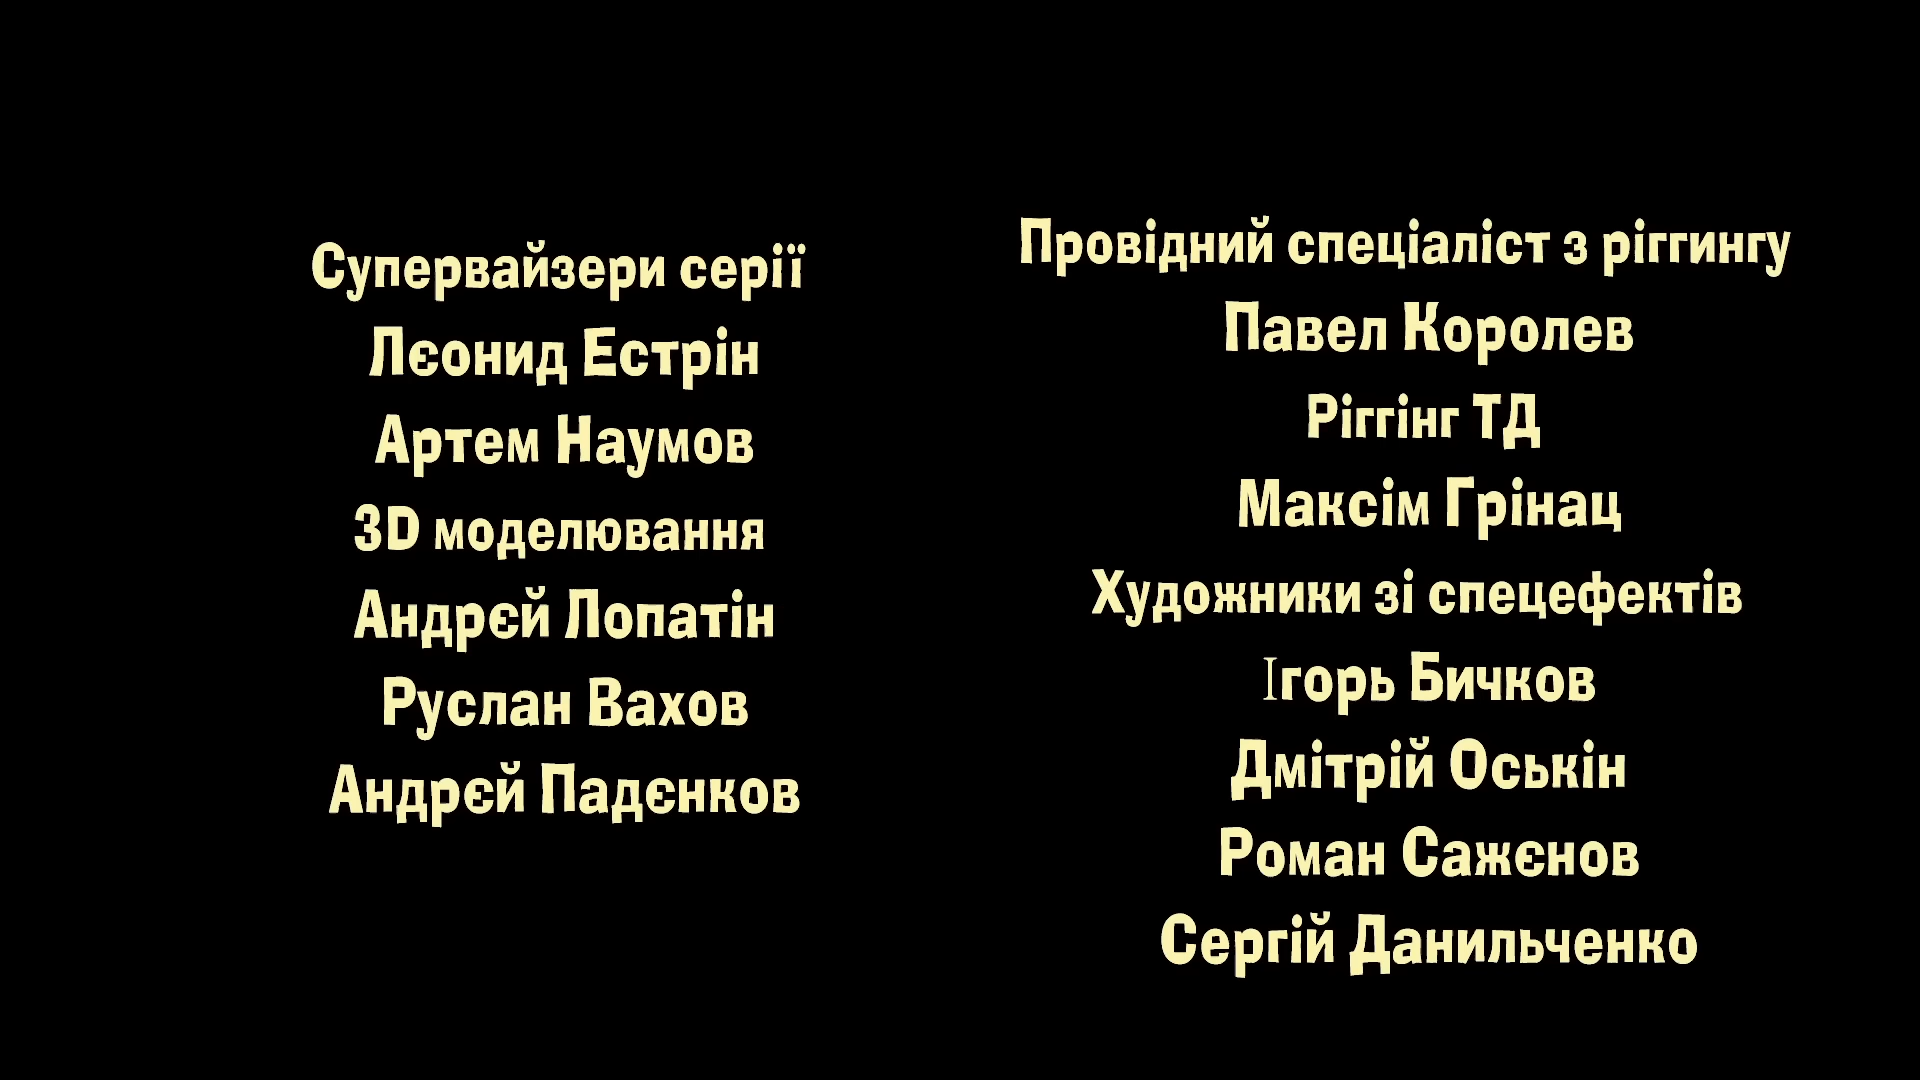 Супервайзери серії
Лєонид Естрін
Артем Наумов
3D моделювання
Андрєй Лопатін
Руслан Вахов
Андрєй Падєнков
Провідний спеціаліст з ріггингу
Павел Королев
Ріггінг ТД
Максім Грінац
Художники зі спецефектів
Ігорь Бичков
Дмітрій Оськін
Роман Сажєнов
Сергій Данильченко